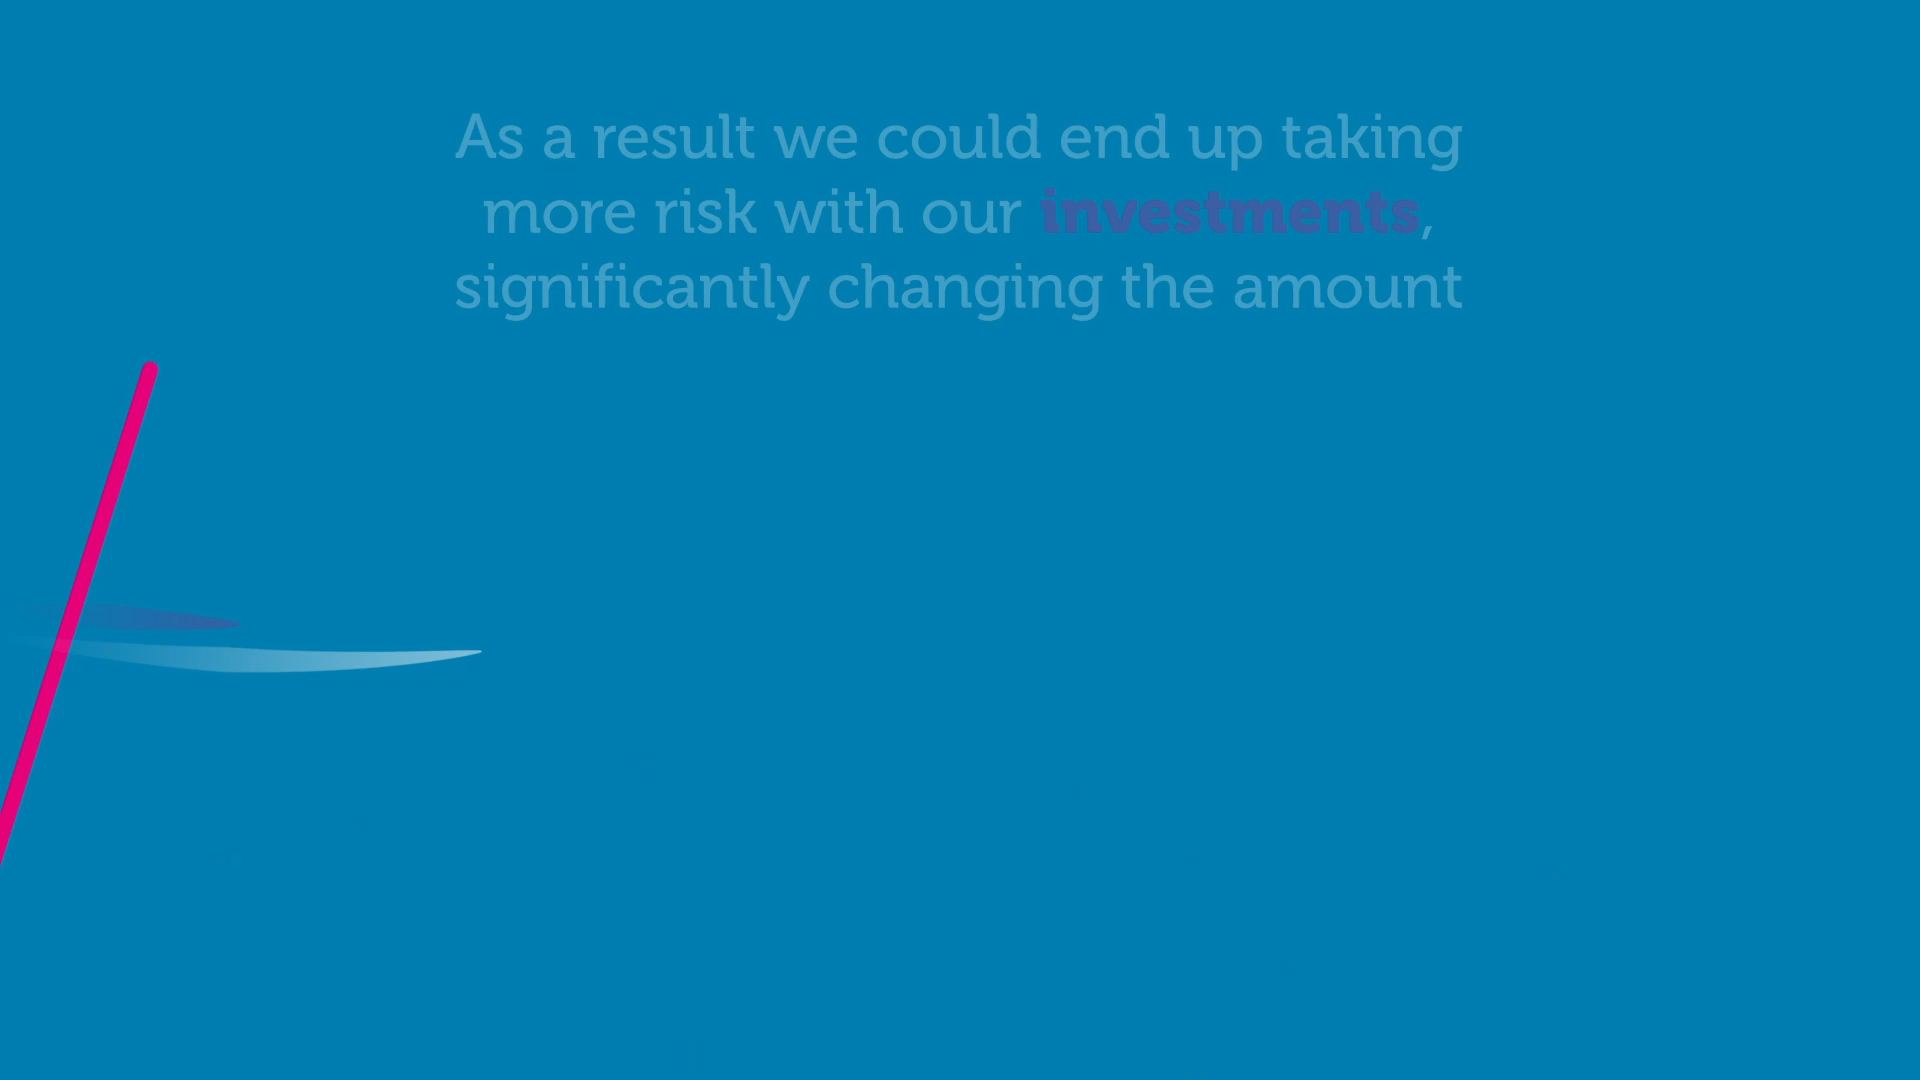 As a result we could end up taking
more risk with our investments,
significantly changing the amount